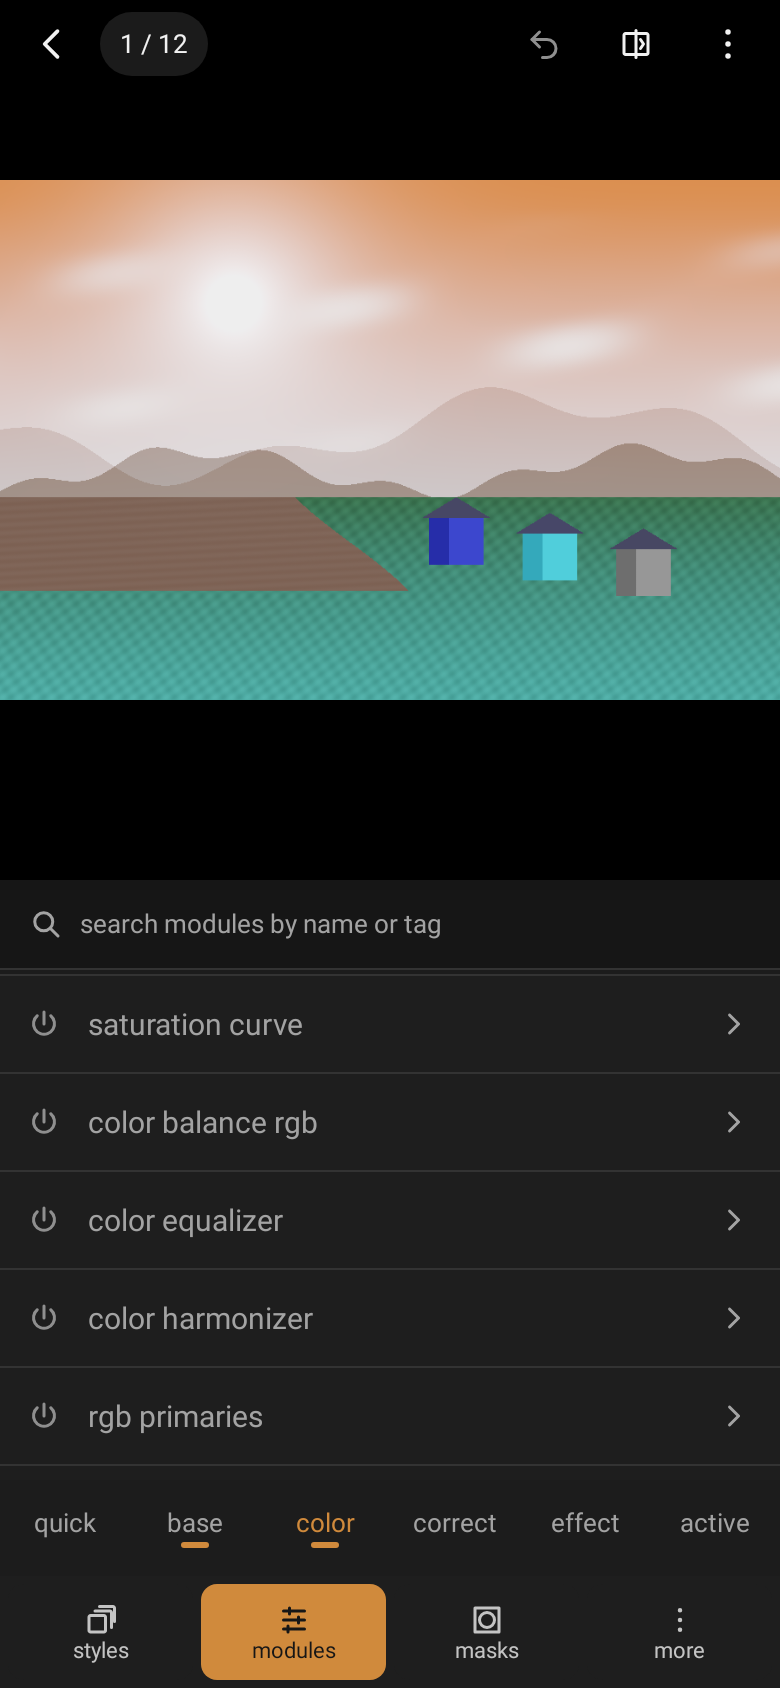 1 / 12
search modules by name or tag
saturation curve
color balance rgb
color equalizer
color harmonizer
rgb primaries
quick base color correct effect active
styles modules masks more